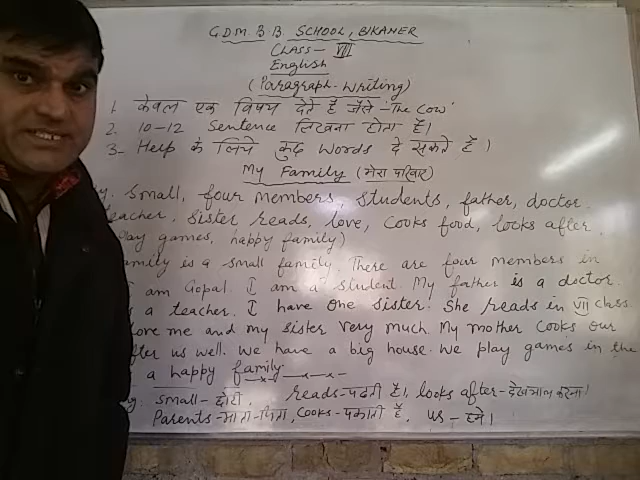 G.D.M. B.B. SCHOOL, BIKANER
CLASS- VII
English
(Paragraph-Writing)
1. केवल एक विषय देते हैं जैसे 'The Cow'
2. 10-12 Sentence लिखना होता है।
3- Help के लिये कुछ words दे सकते हैं।
My Family (मेरा परिवार)
small, four members, students, father, doctor.
teacher, sister reads, love, cooks food, looks after.
play games, happy family)
family is a small family. There are four members in
am Gopal. I am a student. My father is a doctor.
a teacher. I have one sister. She reads in VII class.
love me and my sister very much. My mother cooks our
after us well. We have a big house. We play games in the
a happy family.
small-छोटी, reads-पढती है। looks after-देखभाल करना।
Parents-माता-पिता, Cooks-पकाती है. us-हमें।